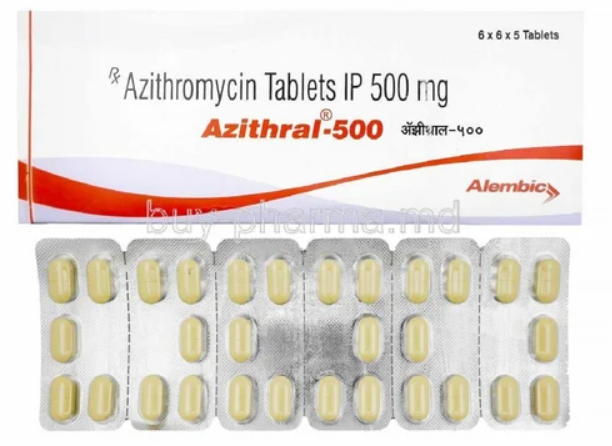 6 x 6 x 5 Tablets
℞ Azithromycin Tablets IP 500 mg
Azithral®-500 अ‍ॅझीथ्राल-५००
Alembic
buy-pharma.md